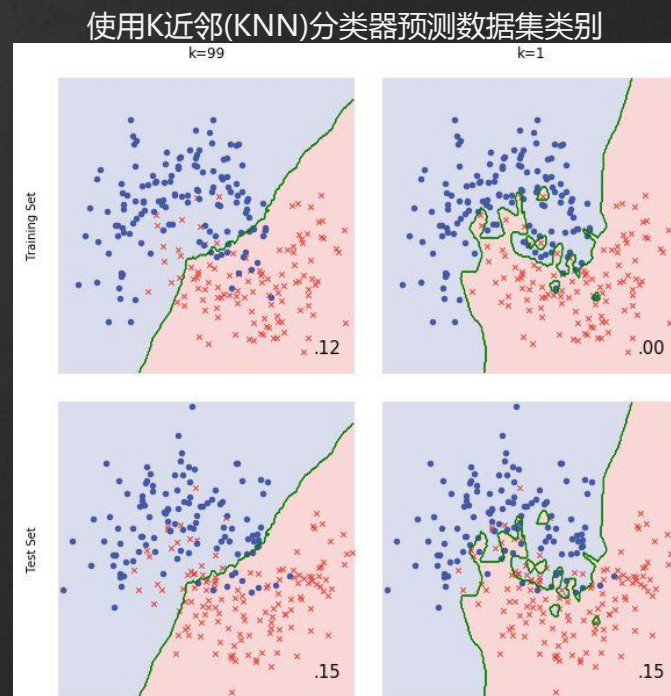 使用K近邻(KNN)分类器预测数据集类别
k=99
k=1
Training Set
.12
.00
Test Set
.15
.15